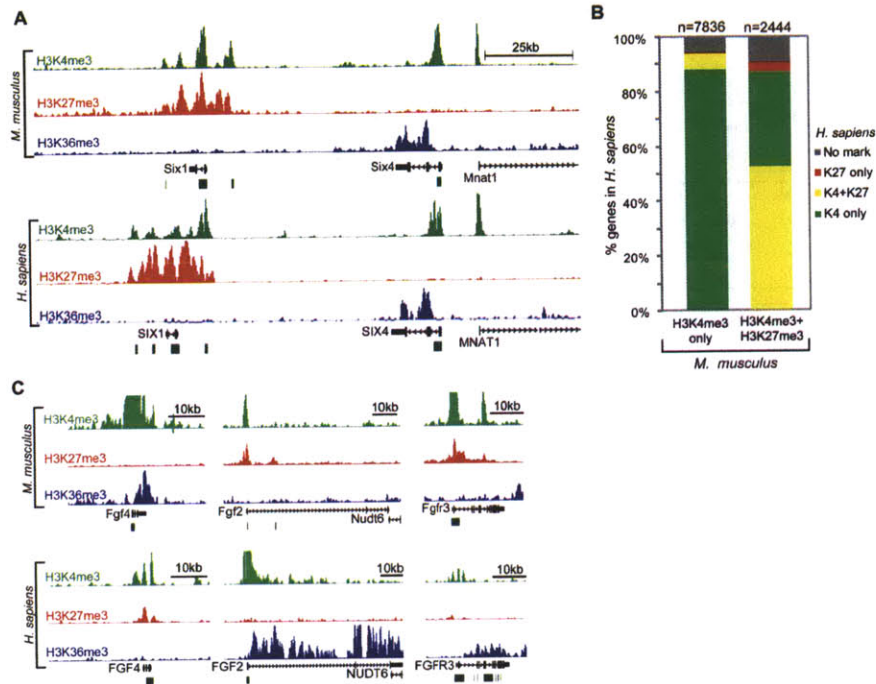 A
M. musculus
H3K4me3
25kb
H3K27me3
H3K36me3
Six1
Six4
Mnat1
H. sapiens
H3K4me3
H3K27me3
H3K36me3
SIX1
SIX4
MNAT1
B
n=7836 n=2444
% genes in H. sapiens
100%
80%
60%
40%
20%
0%
H. sapiens
No mark
K27 only
K4+K27
K4 only
H3K4me3 only
H3K4me3+ H3K27me3
M. musculus
C
M. musculus
H3K4me3
10kb
10kb
10kb
H3K27me3
H3K36me3
Fgf4
Fgf2
Nudt6
Fgfr3
H. sapiens
H3K4me3
10kb
10kb
10kb
H3K27me3
H3K36me3
FGF4
FGF2
NUDT6
FGFR3